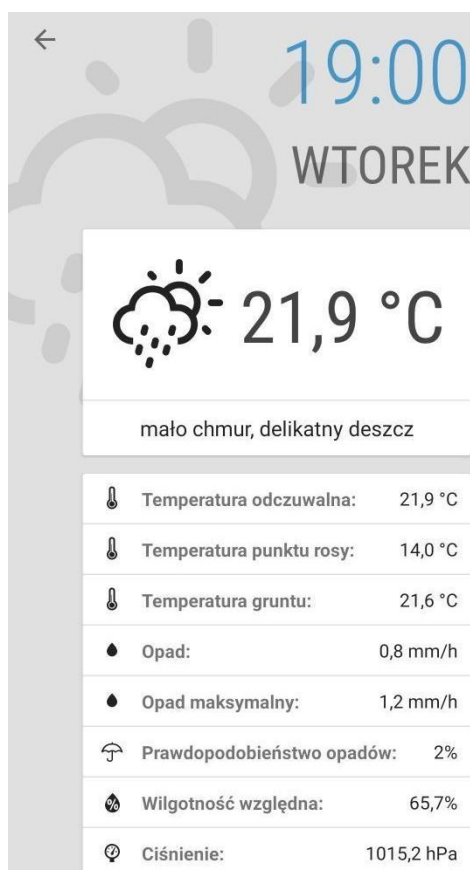 19:00
WTOREK
21,9 °C
mało chmur, delikatny deszcz
Temperatura odczuwalna: 21,9 °C
Temperatura punktu rosy: 14,0 °C
Temperatura gruntu: 21,6 °C
Opad: 0,8 mm/h
Opad maksymalny: 1,2 mm/h
Prawdopodobieństwo opadów: 2%
% Wilgotność względna: 65,7%
Ciśnienie: 1015,2 hPa